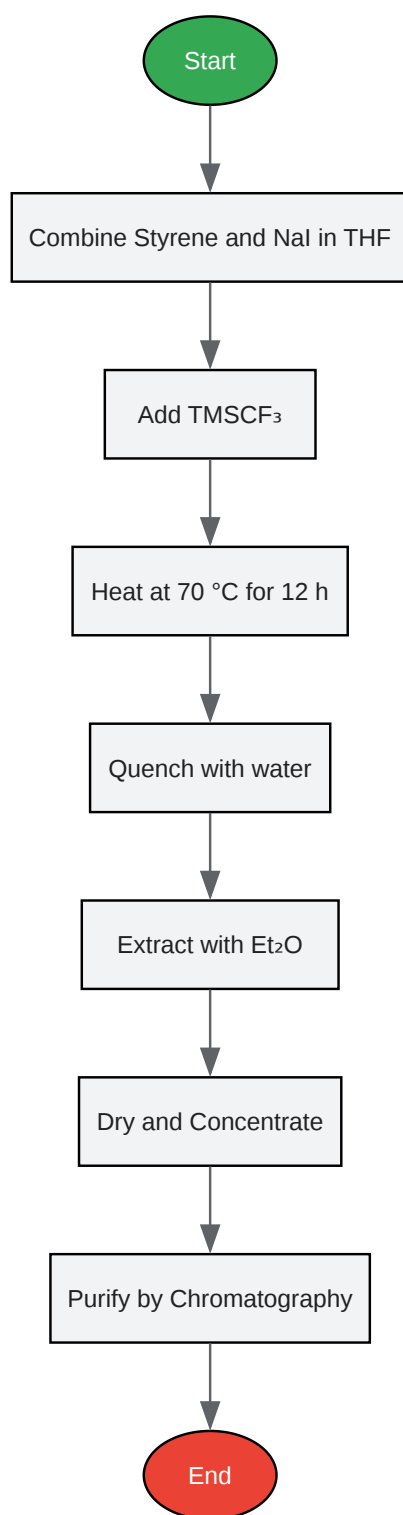 Start
Combine Styrene and NaI in THF
Add TMSCF₃
Heat at 70 °C for 12 h
Quench with water
Extract with Et₂O
Dry and Concentrate
Purify by Chromatography
End